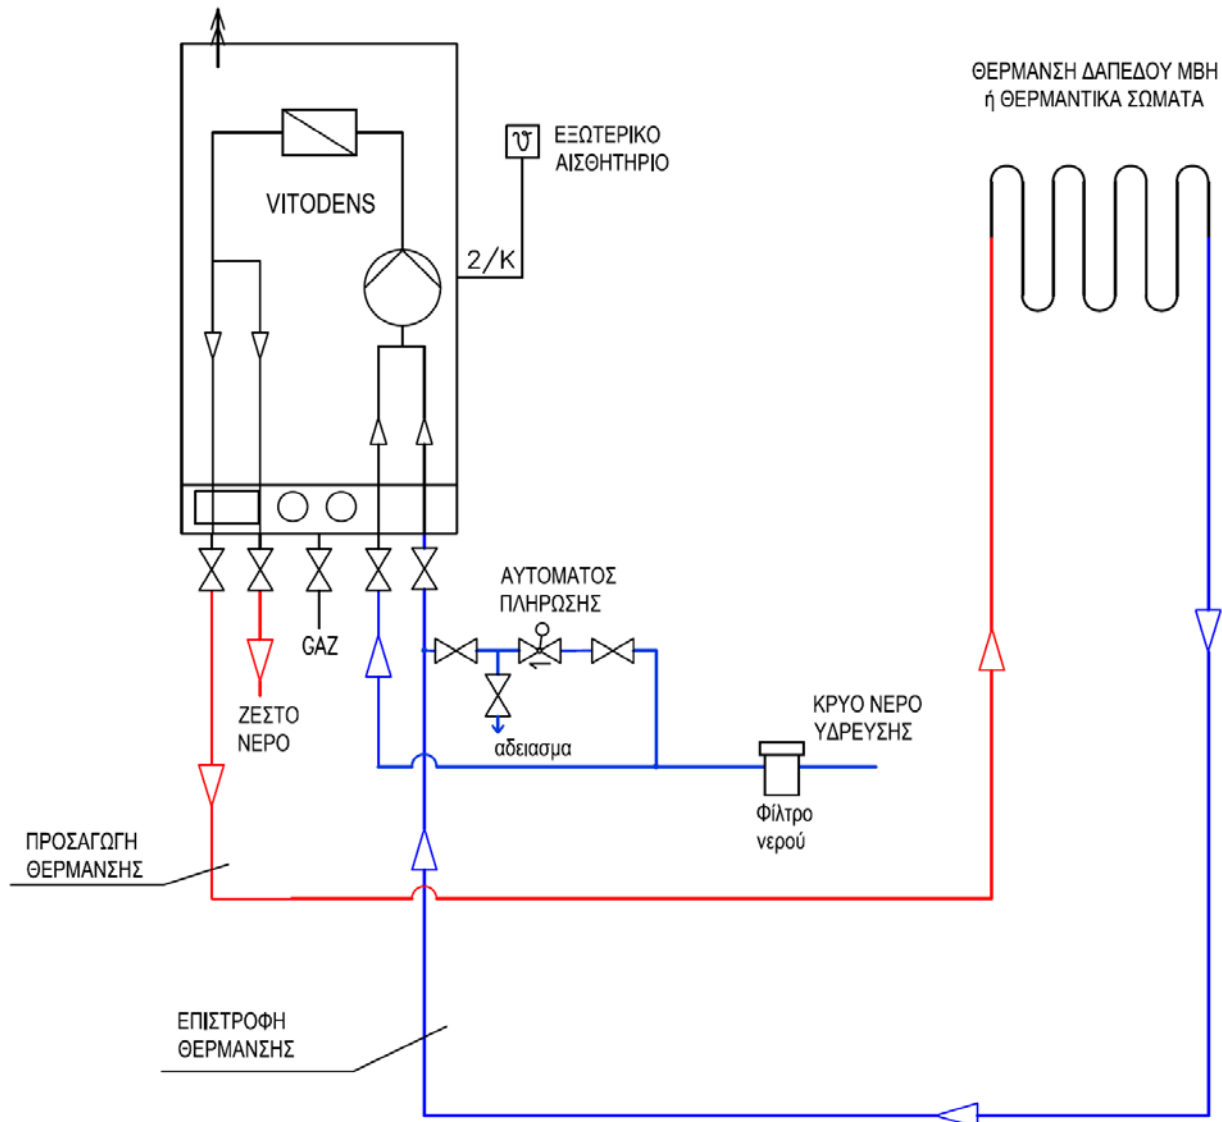 ΘΕΡΜΑΝΣΗ ΔΑΠΕΔΟΥ ΜΒΗ
ή ΘΕΡΜΑΝΤΙΚΑ ΣΩΜΑΤΑ
ϑ
ΕΞΩΤΕΡΙΚΟ
ΑΙΣΘΗΤΗΡΙΟ
VITODENS
2/K
ΑΥΤΟΜΑΤΟΣ
ΠΛΗΡΩΣΗΣ
GAZ
ΖΕΣΤΟ
ΝΕΡΟ
αδειασμα
ΚΡΥΟ ΝΕΡΟ
ΥΔΡΕΥΣΗΣ
Φίλτρο
νερού
ΠΡΟΣΑΓΩΓΗ
ΘΕΡΜΑΝΣΗΣ
ΕΠΙΣΤΡΟΦΗ
ΘΕΡΜΑΝΣΗΣ